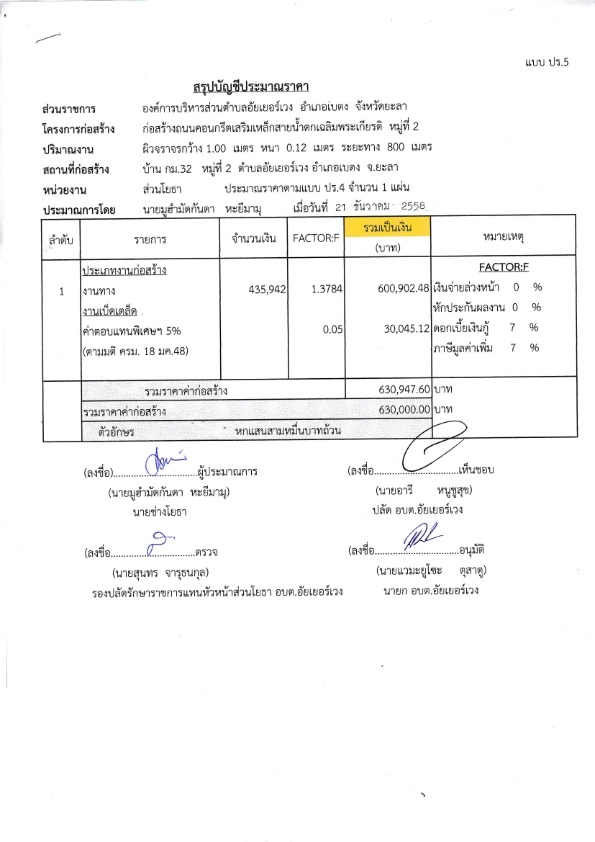 แบบ ปร.5
สรุปบัญชีประมาณราคา
ส่วนราชการ องค์การบริหารส่วนตำบลอัยเยอร์เวง อำเภอเบตง จังหวัดยะลา
โครงการก่อสร้าง ก่อสร้างถนนคอนกรีตเสริมเหล็กสายน้ำตกเฉลิมพระเกียรติ หมู่ที่ 2
ปริมาณงาน ผิวจราจรกว้าง 1.00 เมตร หนา 0.12 เมตร ระยะทาง 800 เมตร
สถานที่ก่อสร้าง บ้าน กม.32 หมู่ที่ 2 ตำบลอัยเยอร์เวง อำเภอเบตง จ.ยะลา
หน่วยงาน ส่วนโยธา ประมาณราคาตามแบบ ปร.4 จำนวน 1 แผ่น
ประมาณการโดย นายมูฮำมัดกันดา หะยีมามุ เมื่อวันที่ 21 ธันวาคม 2558
ลำดับ รายการ จำนวนเงิน FACTOR:F รวมเป็นเงิน (บาท) หมายเหตุ
ประเภทงานก่อสร้าง FACTOR:F
1 งานทาง 435,942 1.3784 600,902.48 เงินจ่ายล่วงหน้า 0 %
งานเบ็ดเตล็ด หักประกันผลงาน 0 %
ค่าตอบแทนพิเศษฯ 5% 0.05 30,045.12 ดอกเบี้ยเงินกู้ 7 %
(ตามมติ ครม. 18 มค.48) ภาษีมูลค่าเพิ่ม 7 %
รวมราคาค่าก่อสร้าง 630,947.60 บาท
รวมราคาค่าก่อสร้าง 630,000.00 บาท
ตัวอักษร หกแสนสามหมื่นบาทถ้วน
(ลงชื่อ)..............................ผู้ประมาณการ (ลงชื่อ..............................เห็นชอบ
(นายมูฮำมัดกันดา หะยีมามุ) (นายอารี หนูชูสุข)
นายช่างโยธา ปลัด อบต.อัยเยอร์เวง
(ลงชื่อ..............................ตรวจ (ลงชื่อ..............................อนุมัติ
(นายสุนทร จารุธนกุล) (นายแวมะยูโซะ ตุสาตู)
รองปลัดรักษาราชการแทนหัวหน้าส่วนโยธา อบต.อัยเยอร์เวง นายก อบต.อัยเยอร์เวง